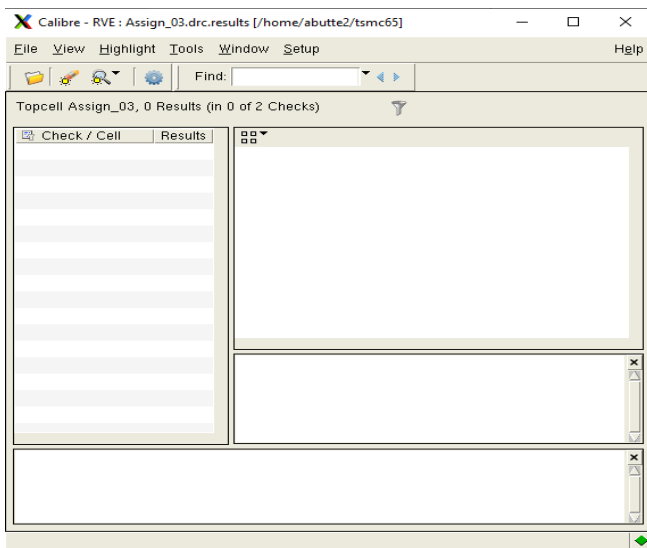 Calibre - RVE : Assign_03.drc.results [/home/abutte2/tsmc65]
File View Highlight Tools Window Setup Help
Find:
Topcell Assign_03, 0 Results (in 0 of 2 Checks)
Check / Cell Results